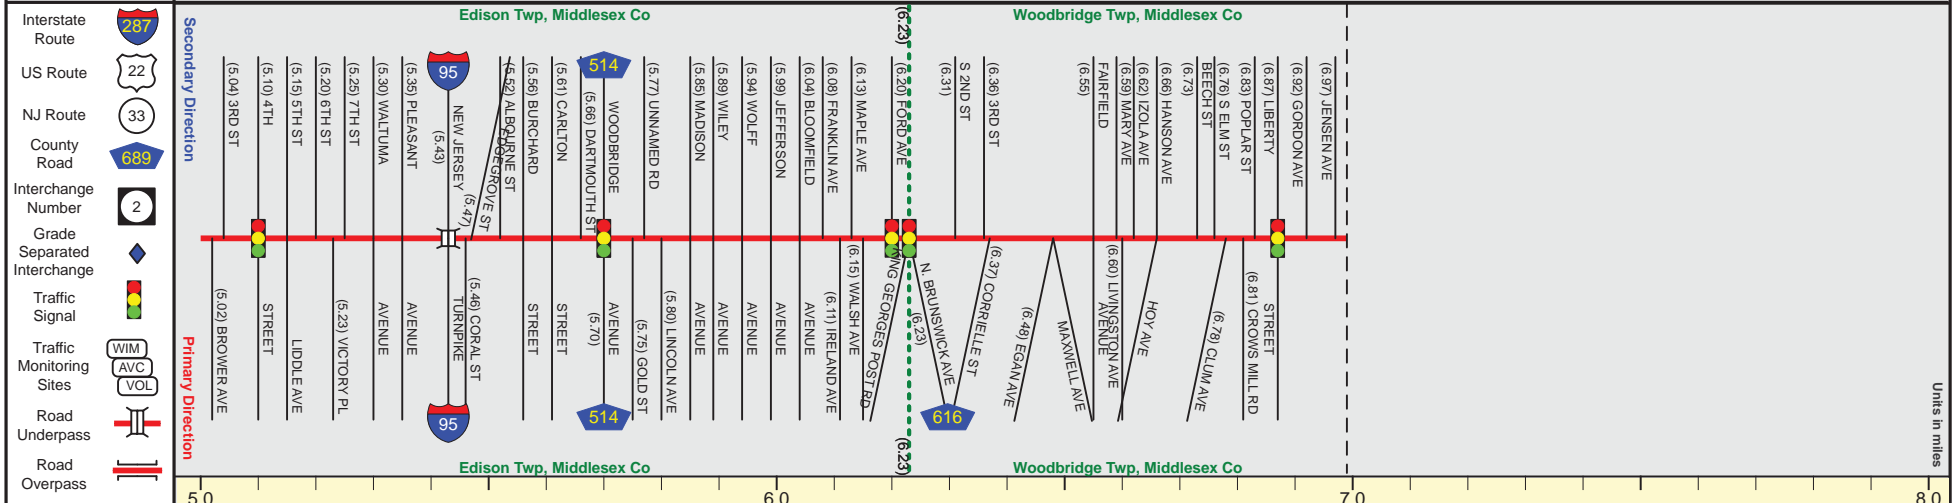 Interstate
Route
287
US Route
22
NJ Route
33
County
Road
689
Interchange
Number
2
Grade
Separated
Interchange
Traffic
Signal
Traffic
Monitoring
Sites
WIM
AVC
VOL
Road
Underpass
Road
Overpass
Secondary Direction
Primary Direction
Edison Twp, Middlesex Co
(6.23)
Woodbridge Twp, Middlesex Co
(5.04) 3RD ST
(5.10) 4TH
(5.15) 5TH ST
(5.20) 6TH ST
(5.25) 7TH ST
(5.30) WALTUMA
(5.35) PLEASANT
95
NEW JERSEY
(5.43)
(5.47)
EDGEGROVE ST
(5.52) ALBOURNE ST
(5.56) BURCHARD
(5.61) CARLTON
514
(5.66) DARTMOUTH ST
WOODBRIDGE
(5.77) UNNAMED RD
(5.85) MADISON
(5.89) WILEY
(5.94) WOLFF
(5.99) JEFFERSON
(6.04) BLOOMFIELD
(6.08) FRANKLIN AVE
(6.13) MAPLE AVE
(6.20) FORD AVE
(6.31)
S 2ND ST
(6.36) 3RD ST
(6.55)
FAIRFIELD
(6.59) MARY AVE
(6.62) IZOLA AVE
(6.66) HANSON AVE
(6.73)
BEECH ST
(6.76) S ELM ST
(6.83) POPLAR ST
(6.87) LIBERTY
(6.92) GORDON AVE
(6.97) JENSEN AVE
(5.02) BROWER AVE
STREET
LIDDLE AVE
(5.23) VICTORY PL
AVENUE
AVENUE
TURNPIKE
95
(5.46) CORAL ST
STREET
STREET
(5.70)
AVENUE
514
(5.75) GOLD ST
(5.80) LINCOLN AVE
AVENUE
AVENUE
AVENUE
AVENUE
AVENUE
(6.11) IRELAND AVE
(6.15) WALSH AVE
KING GEORGES POST RD
(6.23)
N. BRUNSWICK AVE
616
(6.37) CORRIELLE ST
(6.48) EGAN AVE
MAXWELL AVE
AVENUE
(6.60) LIVINGSTON AVE
HOY AVE
(6.78) CLUM AVE
(6.81) CROWS MILL RD
STREET
Edison Twp, Middlesex Co
(6.23)
Woodbridge Twp, Middlesex Co
Units in miles
5.0
6.0
7.0
8.0